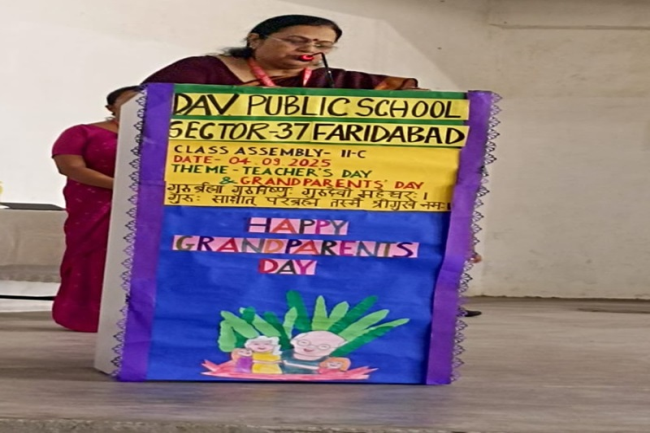 DAV PUBLIC SCHOOL
SECTOR-37 FARIDABAD
CLASS ASSEMBLY- II-C
DATE- 04.09.2025
THEME-TEACHER'S DAY
& GRANDPARENTS' DAY
गुरुर्ब्रह्मा गुरुर्विष्णुः गुरुर्देवो महेश्वरः।
गुरुः साक्षात् परब्रह्म तस्मै श्रीगुरवे नमः।
HAPPY
GRANDPARENTS
DAY